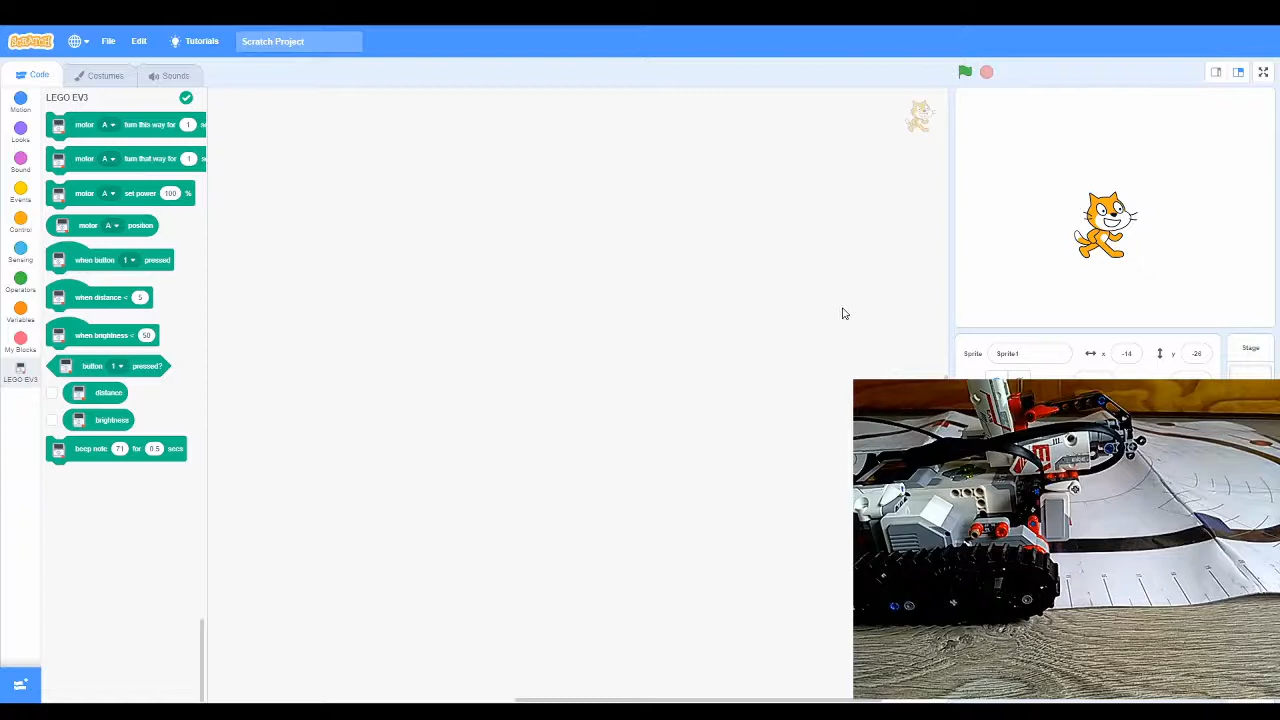 SCRATCH
File
Edit
Tutorials
Scratch Project
Code
Costumes
Sounds
Motion
Looks
Sound
Events
Control
Sensing
Operators
Variables
My Blocks
LEGO EV3
LEGO EV3
motor A turn this way for 1 se
motor A turn that way for 1 s
motor A set power 100 %
motor A position
when button 1 pressed
when distance < 5
when brightness < 50
button 1 pressed?
distance
brightness
beep note 71 for 0.5 secs
Sprite Sprite1 x -14 y -26
Stage